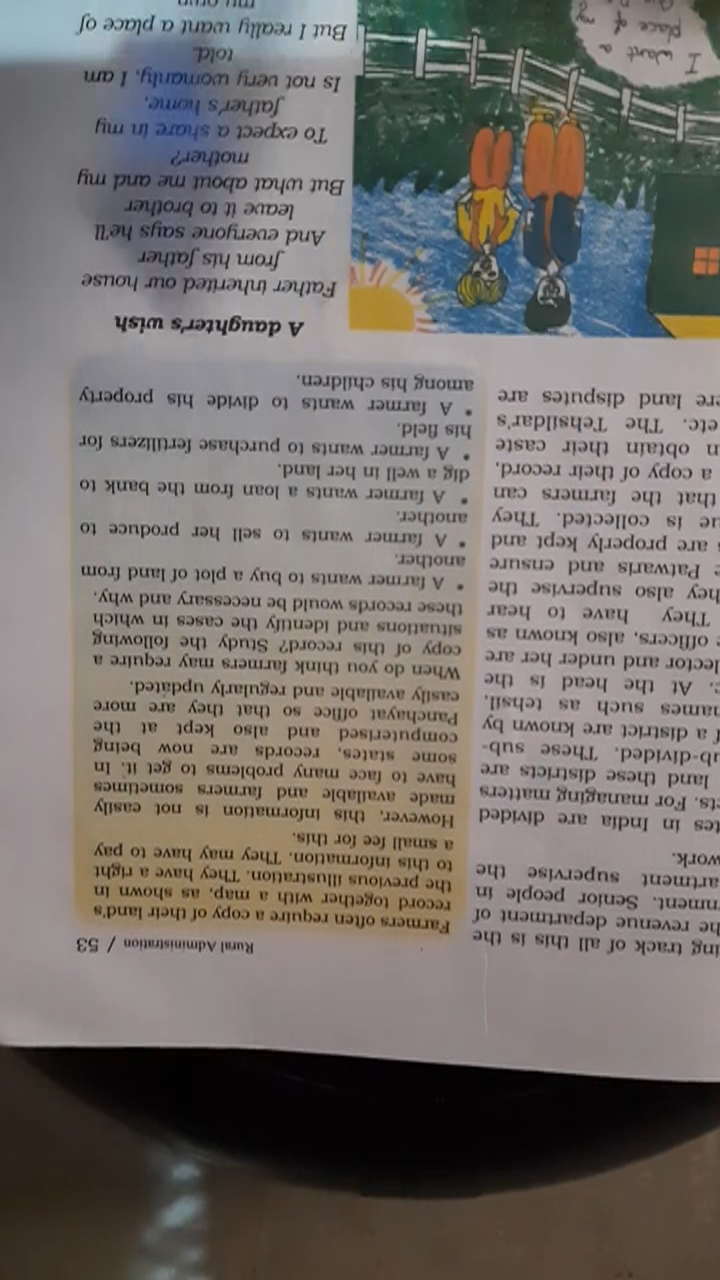 Rural Administration / 53
ing track of all this is the
he revenue department of
nment. Senior people in
artment supervise the
work.
tes in India are divided
cts. For managing matters
land these districts are
ub-divided. These sub-
f a district are known by
names such as tehsil,
c. At the head is the
lector and under her are
e officers, also known as
They have to hear
hey also supervise the
e Patwaris and ensure
s are properly kept and
ue is collected. They
that the farmers can
a copy of their record,
n obtain their caste
etc. The Tehsildar's
ere land disputes are
Farmers often require a copy of their land's
record together with a map, as shown in
the previous illustration. They have a right
to this information. They may have to pay
a small fee for this.
However, this information is not easily
made available and farmers sometimes
have to face many problems to get it. In
some states, records are now being
computerised and also kept at the
Panchayat office so that they are more
easily available and regularly updated.
When do you think farmers may require a
copy of this record? Study the following
situations and identify the cases in which
these records would be necessary and why.
• A farmer wants to buy a plot of land from
another.
• A farmer wants to sell her produce to
another.
• A farmer wants a loan from the bank to
dig a well in her land.
• A farmer wants to purchase fertilizers for
his field.
• A farmer wants to divide his property
among his children.
A daughter's wish
Father inherited our house
from his father
And everyone says he'll
leave it to brother
But what about me and my
mother?
To expect a share in my
father's home,
Is not very womanly, I am
told.
But I really want a place of
my own
I want a
place of my